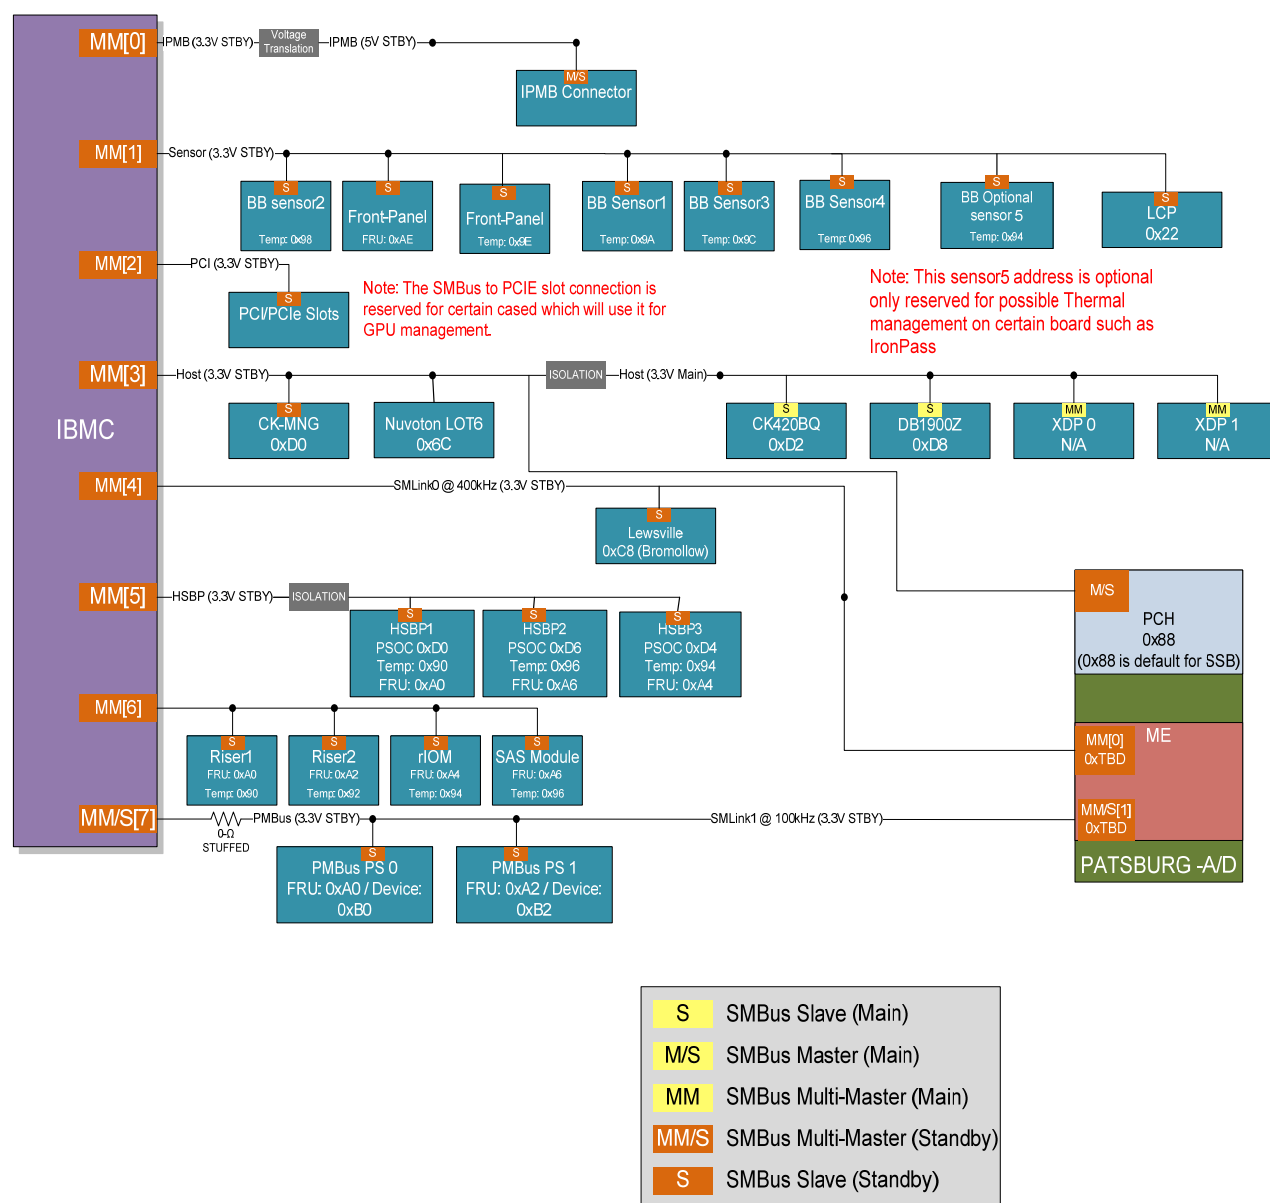 MM[0]
IPMB (3.3V STBY)
Voltage
Translation
IPMB (5V STBY)
M/S
IPMB Connector
MM[1]
Sensor (3.3V STBY)
S
BB sensor2
Temp: 0x98
S
Front-Panel
FRU: 0xAE
S
Front-Panel
Temp: 0x9E
S
BB Sensor1
Temp: 0x9A
S
BB Sensor3
Temp: 0x9C
S
BB Sensor4
Temp: 0x96
S
BB Optional
sensor 5
Temp: 0x94
S
LCP
0x22
MM[2]
PCI (3.3V STBY)
S
PCI/PCIe Slots
Note: The SMBus to PCIE slot connection is
reserved for certain cased which will use it for
GPU management.
Note: This sensor5 address is optional
only reserved for possible Thermal
management on certain board such as
IronPass
IBMC
MM[3]
Host (3.3V STBY)
ISOLATION
Host (3.3V Main)
S
CK-MNG
0xD0
Nuvoton LOT6
0x6C
S
CK420BQ
0xD2
S
DB1900Z
0xD8
MM
XDP 0
N/A
MM
XDP 1
N/A
MM[4]
SMLink0 @ 400kHz (3.3V STBY)
S
Lewsville
0xC8 (Bromollow)
MM[5]
HSBP (3.3V STBY)
ISOLATION
S
HSBP1
PSOC 0xD0
Temp: 0x90
FRU: 0xA0
S
HSBP2
PSOC 0xD6
Temp: 0x96
FRU: 0xA6
S
HSBP3
PSOC 0xD4
Temp: 0x94
FRU: 0xA4
M/S
PCH
0x88
(0x88 is default for SSB)
MM[6]
S
Riser1
FRU: 0xA0
Temp: 0x90
S
Riser2
FRU: 0xA2
Temp: 0x92
S
rIOM
FRU: 0xA4
Temp: 0x94
S
SAS Module
FRU: 0xA6
Temp: 0x96
ME
MM[0]
0xTBD
MM/S[7]
0-Ω
STUFFED
PMBus (3.3V STBY)
SMLink1 @ 100kHz (3.3V STBY)
MM/S[1]
0xTBD
S
PMBus PS 0
FRU: 0xA0 / Device:
0xB0
S
PMBus PS 1
FRU: 0xA2 / Device:
0xB2
PATSBURG -A/D
S SMBus Slave (Main)
M/S SMBus Master (Main)
MM SMBus Multi-Master (Main)
MM/S SMBus Multi-Master (Standby)
S SMBus Slave (Standby)